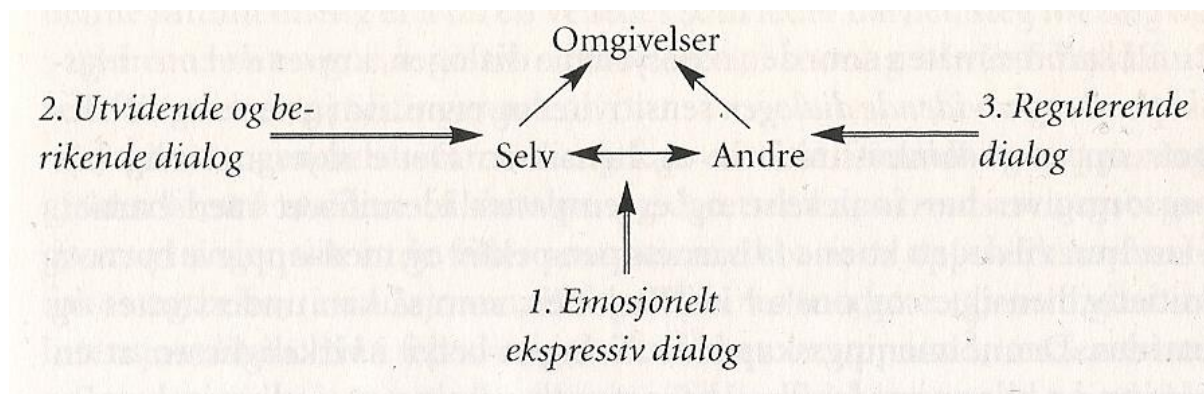 Omgivelser
2. Utvidende og be-
rikende dialog
Selv
Andre
3. Regulerende
dialog
1. Emosjonelt
ekspressiv dialog